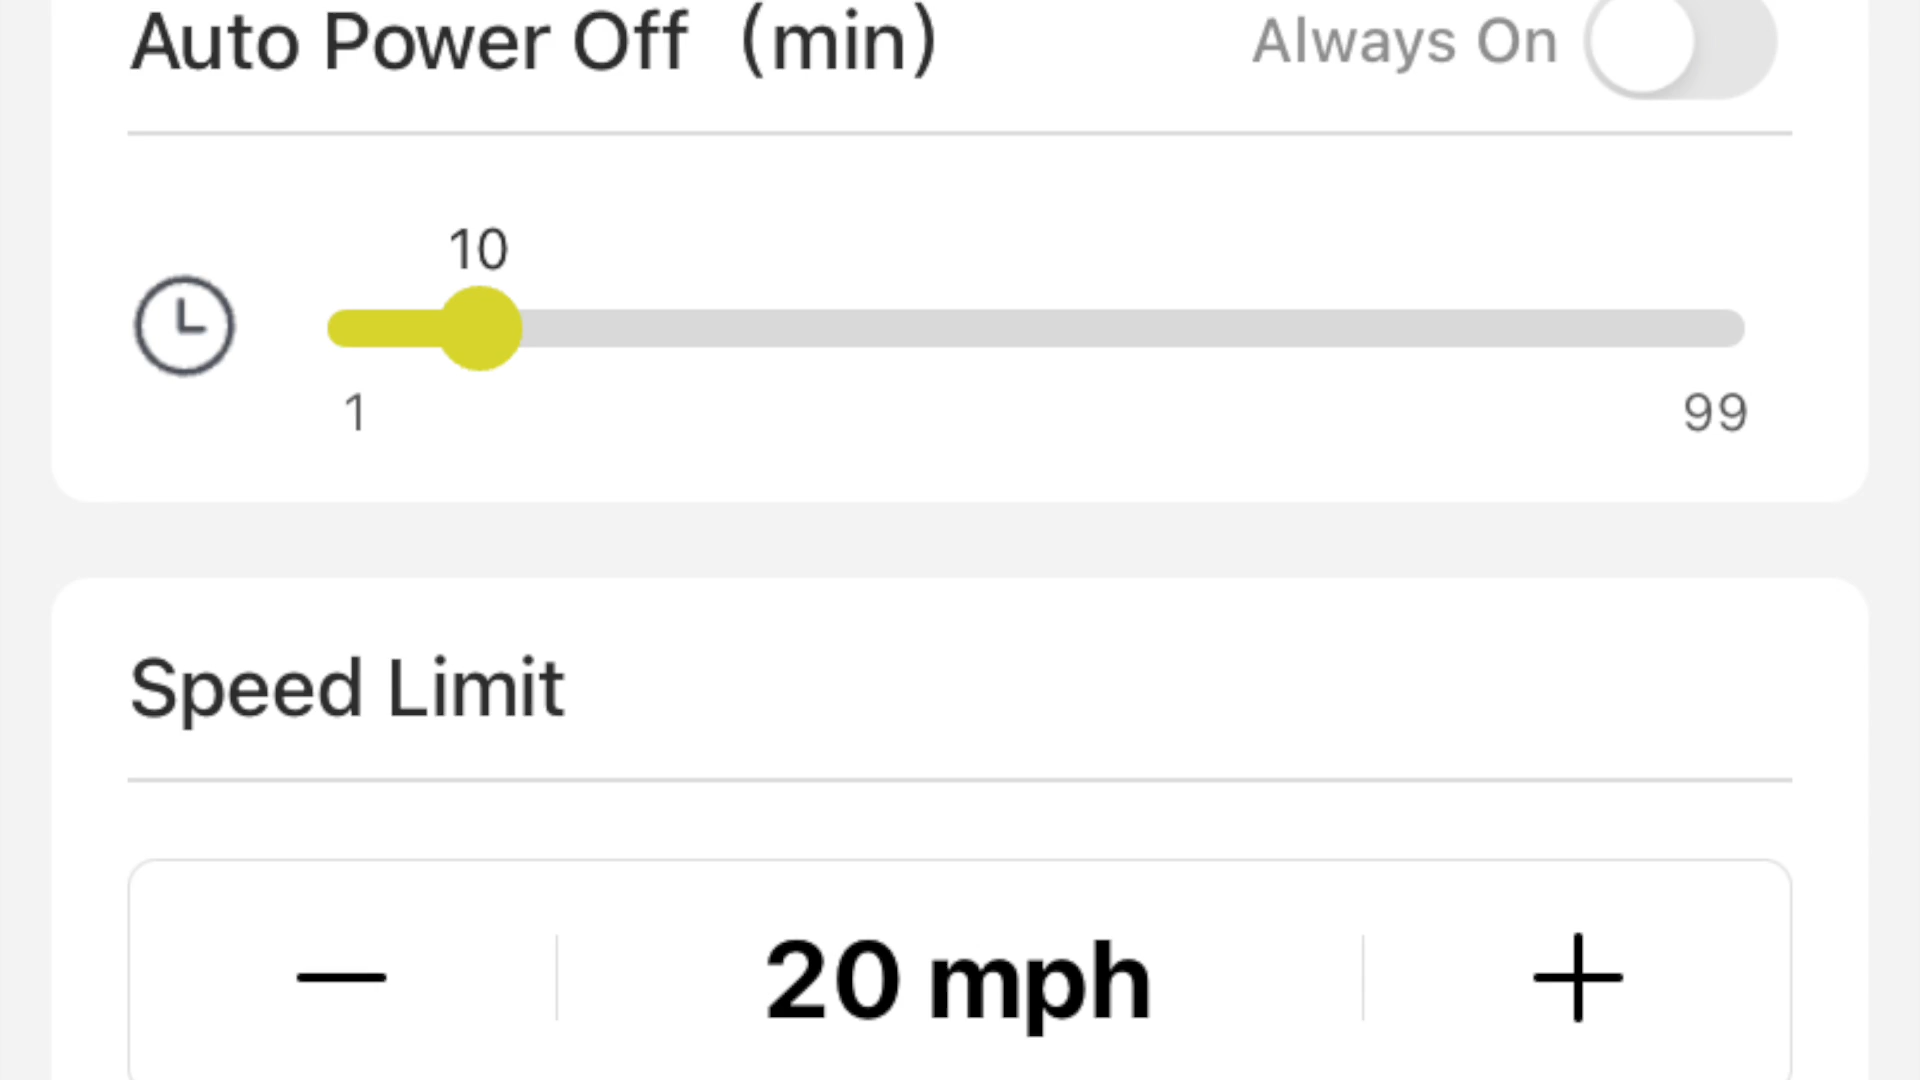 Auto Power Off（min） Always On
10
1 99
Speed Limit
20 mph